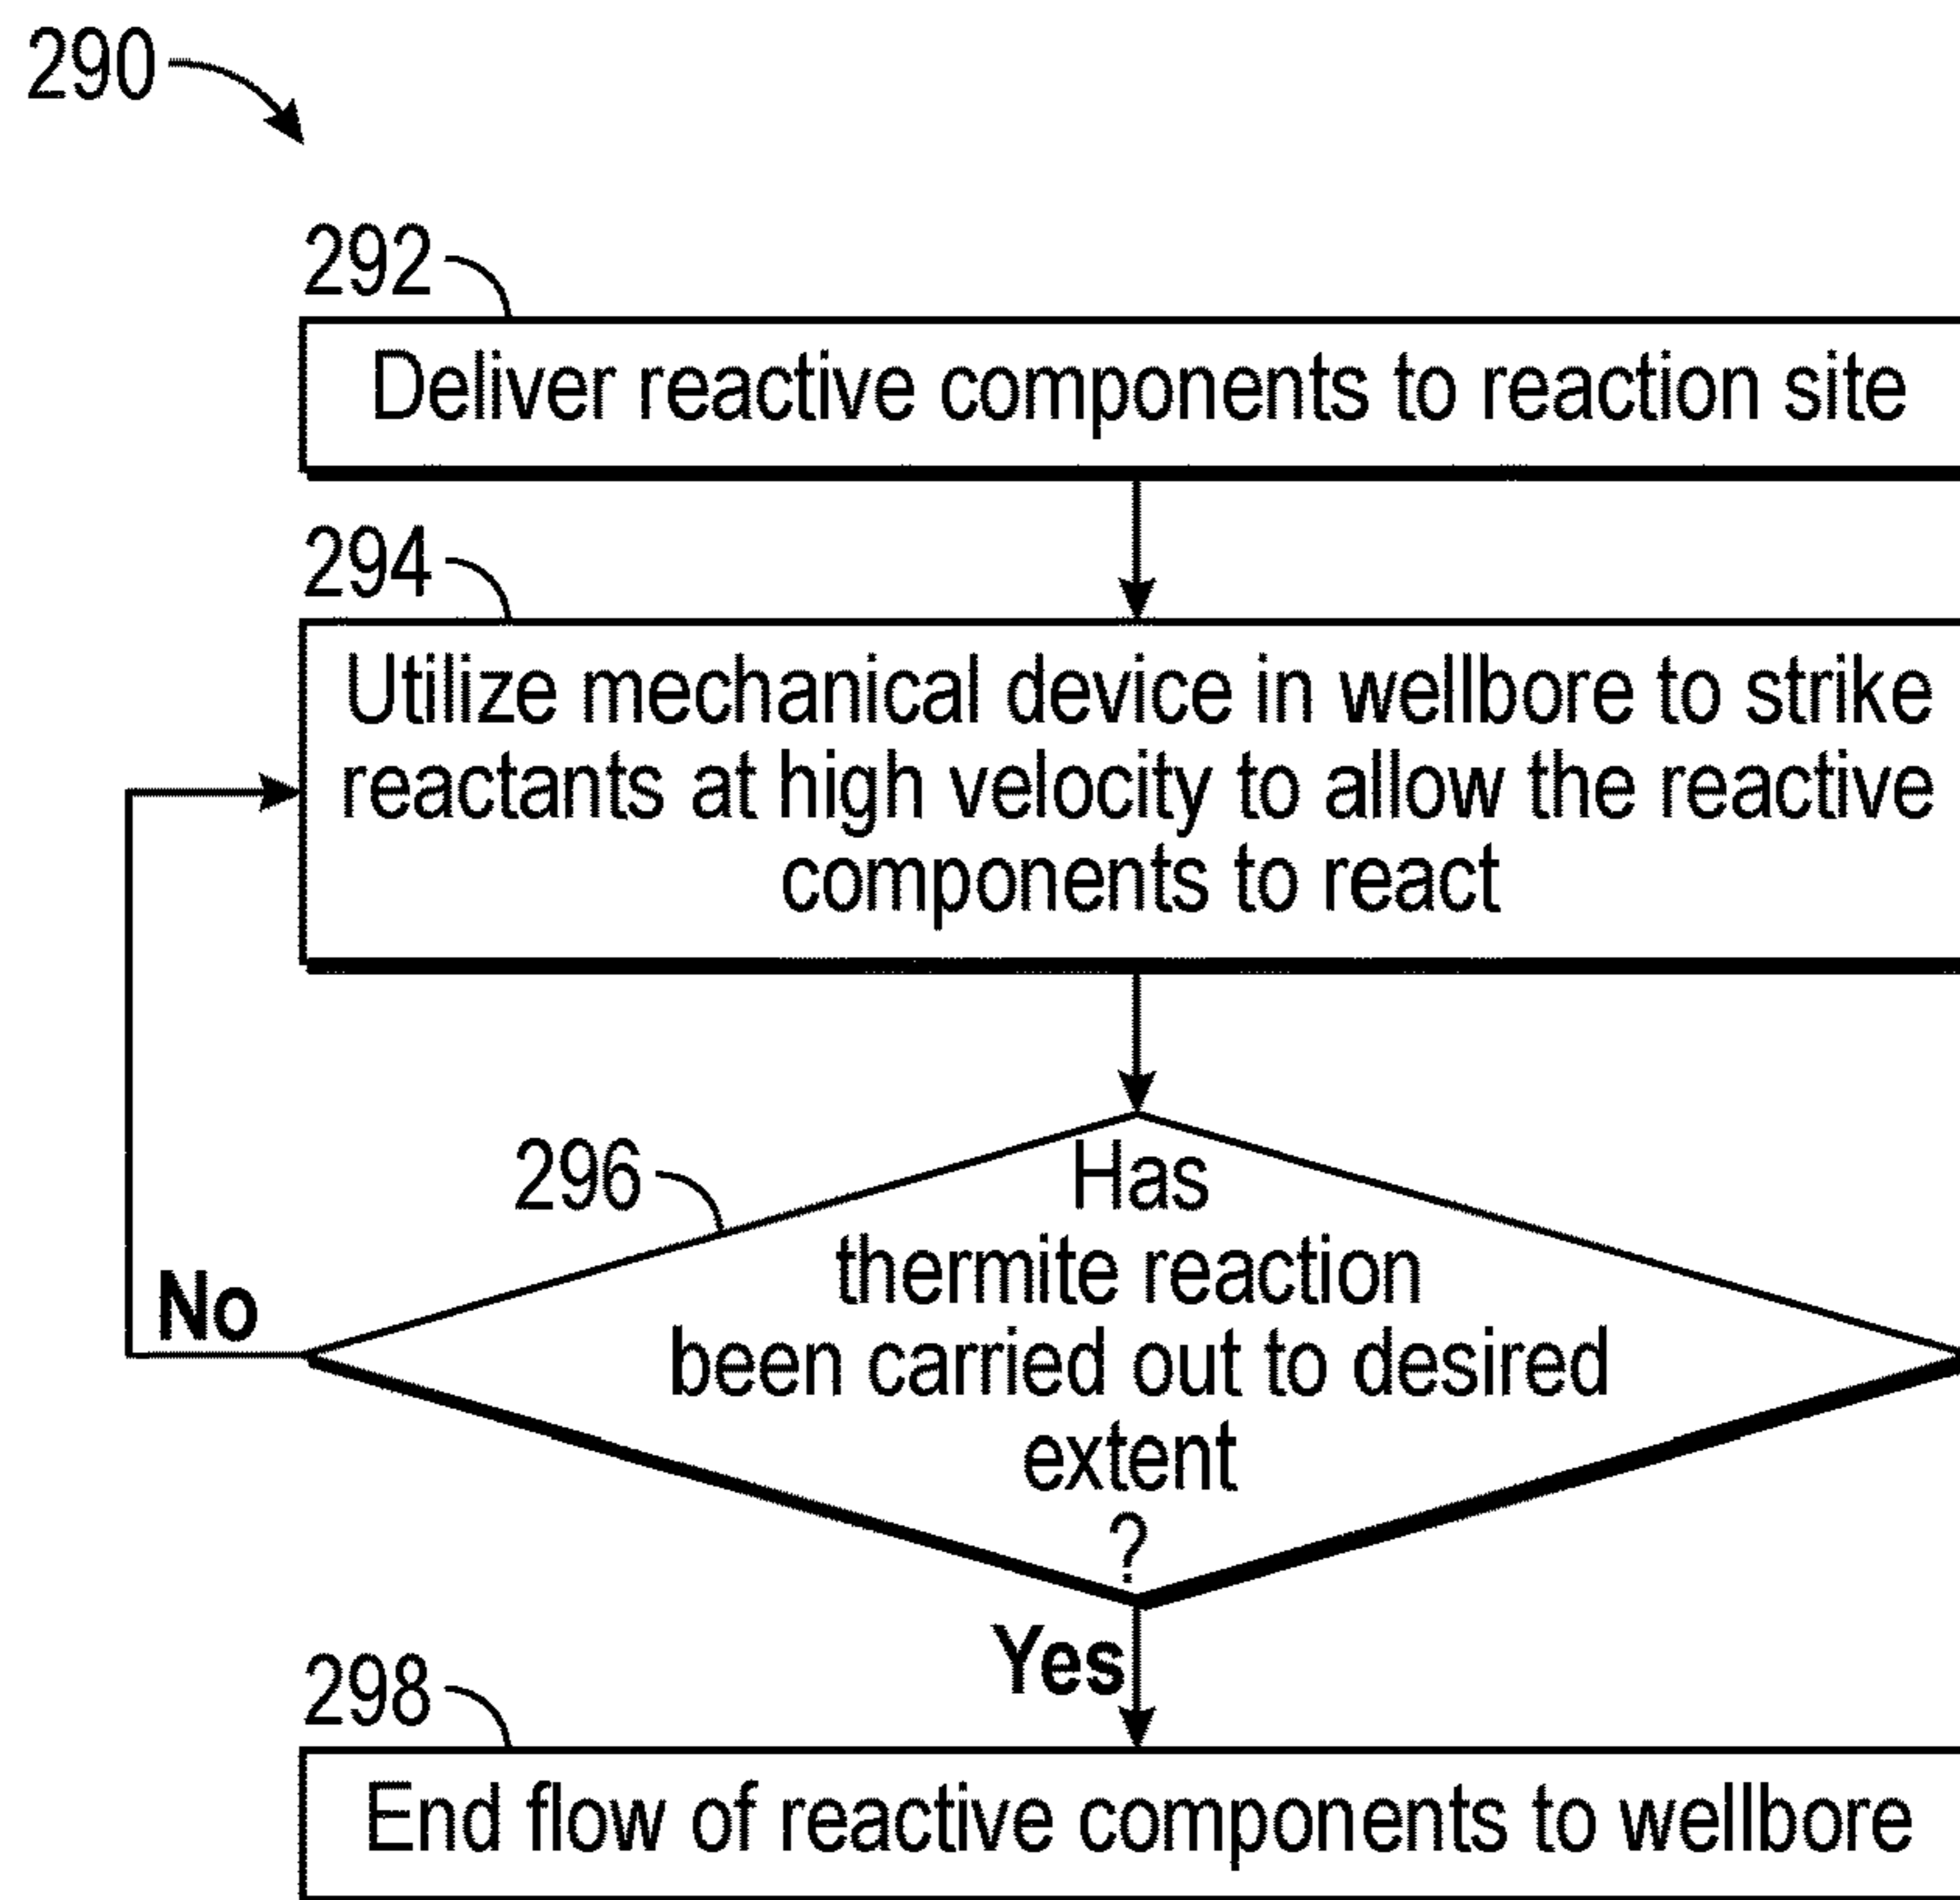 290
292
Deliver reactive components to reaction site
294
Utilize mechanical device in wellbore to strike
reactants at high velocity to allow the reactive
components to react
296
Has
thermite reaction
been carried out to desired
extent
?
No
Yes
298
End flow of reactive components to wellbore